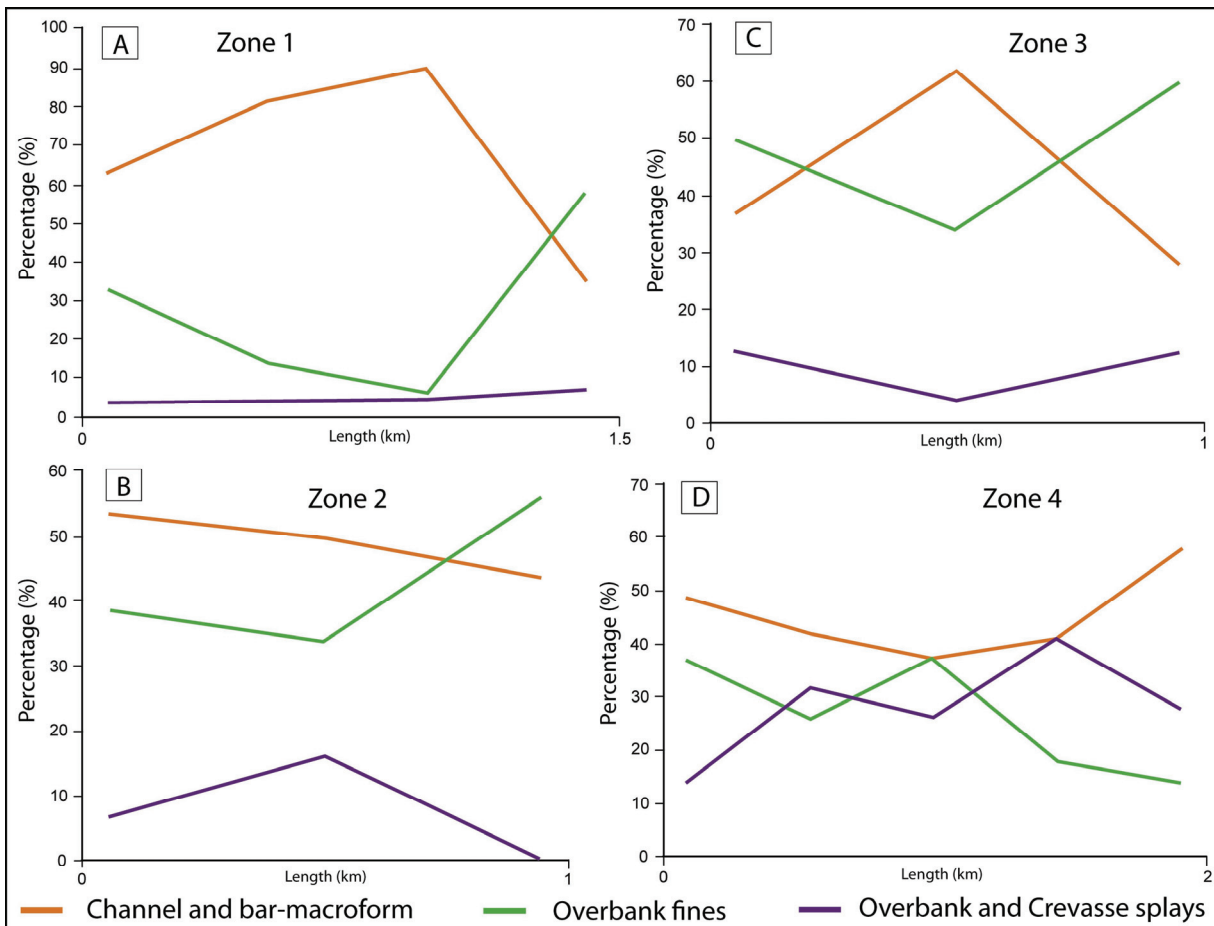 A
Zone 1
100
90
80
70
60
50
40
30
20
10
0
Percentage (%)
0
Length (km)
1.5
C
Zone 3
70
60
50
40
30
20
10
0
Percentage (%)
0
Length (km)
1
B
Zone 2
60
50
40
30
20
10
0
Percentage (%)
0
Length (km)
1
D
Zone 4
70
60
50
40
30
20
10
0
Percentage (%)
0
Length (km)
2
Channel and bar-macroform
Overbank fines
Overbank and Crevasse splays